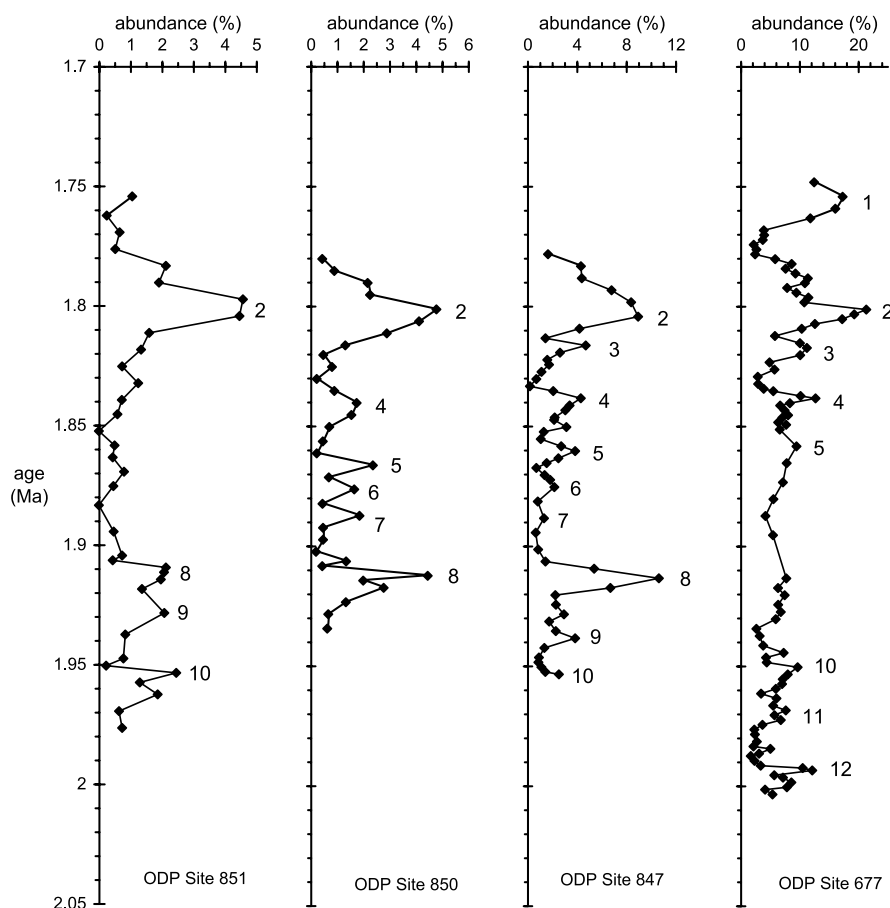 abundance (%) abundance (%) abundance (%) abundance (%)
0 1 2 3 4 5 0 1 2 3 4 5 6 0 4 8 12 0 10 20
1.7
1.75
1
1.8
2 2 2 2
3 3
1.85
4 4 4
5 5 5
age
(Ma)
6 6
7 7
1.9
8 8 8
9 9
1.95
10 10 10
11
2
12
ODP Site 851 ODP Site 850 ODP Site 847 ODP Site 677
2.05